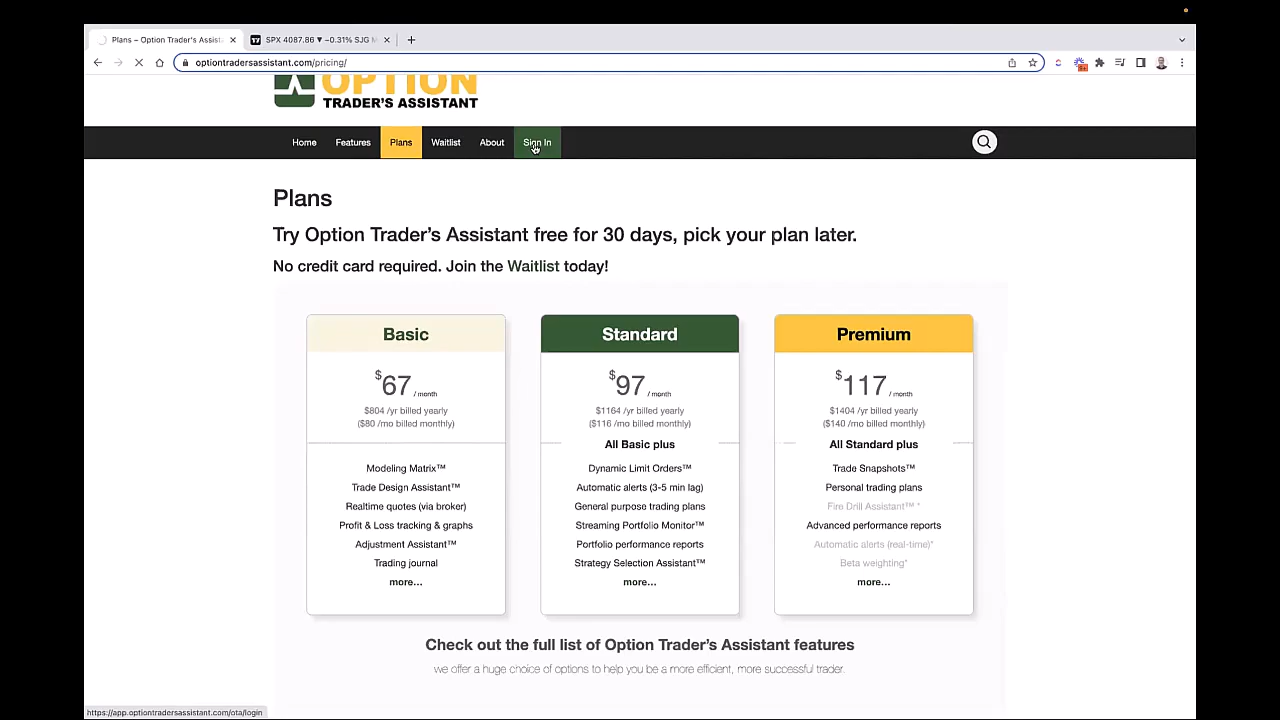 Plans – Option Trader's Assist
SPX 4087.86 ▼ −0.31% SJG M
optiontradersassistant.com/pricing/
OPTION
TRADER'S ASSISTANT
Home Features Plans Waitlist About Sign In
Plans
Try Option Trader's Assistant free for 30 days, pick your plan later.
No credit card required. Join the Waitlist today!
Basic
$67 / month
$804 /yr billed yearly
($80 /mo billed monthly)
Modeling Matrix™
Trade Design Assistant™
Realtime quotes (via broker)
Profit & Loss tracking & graphs
Adjustment Assistant™
Trading journal
more...
Standard
$97 / month
$1164 /yr billed yearly
($116 /mo billed monthly)
All Basic plus
Dynamic Limit Orders™
Automatic alerts (3-5 min lag)
General purpose trading plans
Streaming Portfolio Monitor™
Portfolio performance reports
Strategy Selection Assistant™
more...
Premium
$117 / month
$1404 /yr billed yearly
($140 /mo billed monthly)
All Standard plus
Trade Snapshots™
Personal trading plans
Fire Drill Assistant™ *
Advanced performance reports
Automatic alerts (real-time)*
Beta weighting*
more...
Check out the full list of Option Trader's Assistant features
we offer a huge choice of options to help you be a more efficient, more successful trader.
https://app.optiontradersassistant.com/ota/login